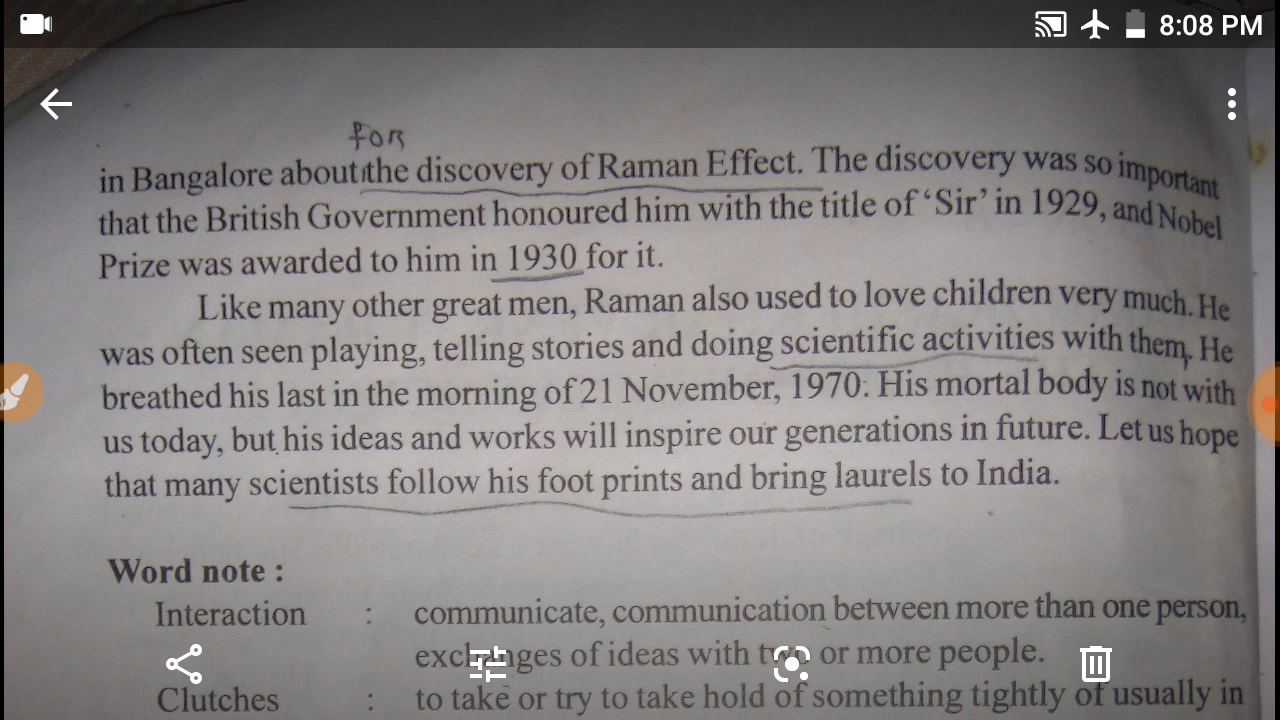 8:08 PM
for
in Bangalore about the discovery of Raman Effect. The discovery was so important
that the British Government honoured him with the title of ‘Sir’ in 1929, and Nobel
Prize was awarded to him in 1930 for it.
Like many other great men, Raman also used to love children very much. He
was often seen playing, telling stories and doing scientific activities with them. He
breathed his last in the morning of 21 November, 1970. His mortal body is not with
us today, but his ideas and works will inspire our generations in future. Let us hope
that many scientists follow his foot prints and bring laurels to India.
Word note :
Interaction : communicate, communication between more than one person,
exchanges of ideas with two or more people.
Clutches : to take or try to take hold of something tightly of usually in